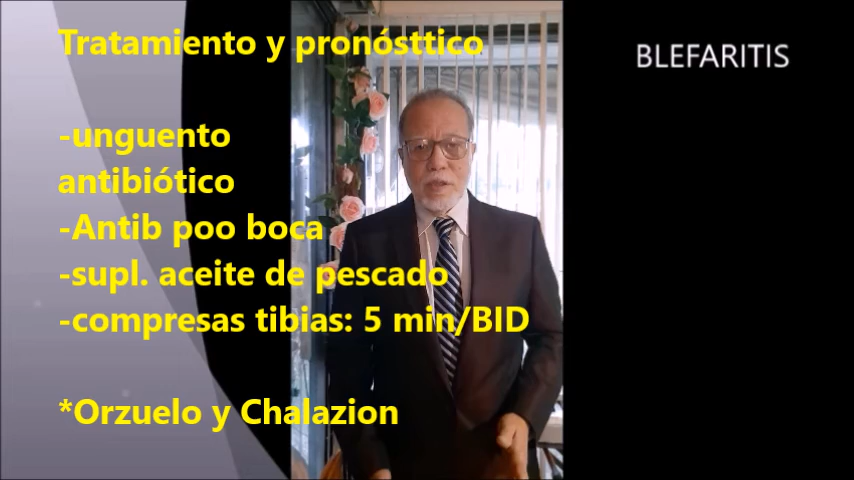 Tratamiento y pronósttico
BLEFARITIS
-unguento
antibiótico
-Antib poo boca
-supl. aceite de pescado
-compresas tibias: 5 min/BID
*Orzuelo y Chalazion